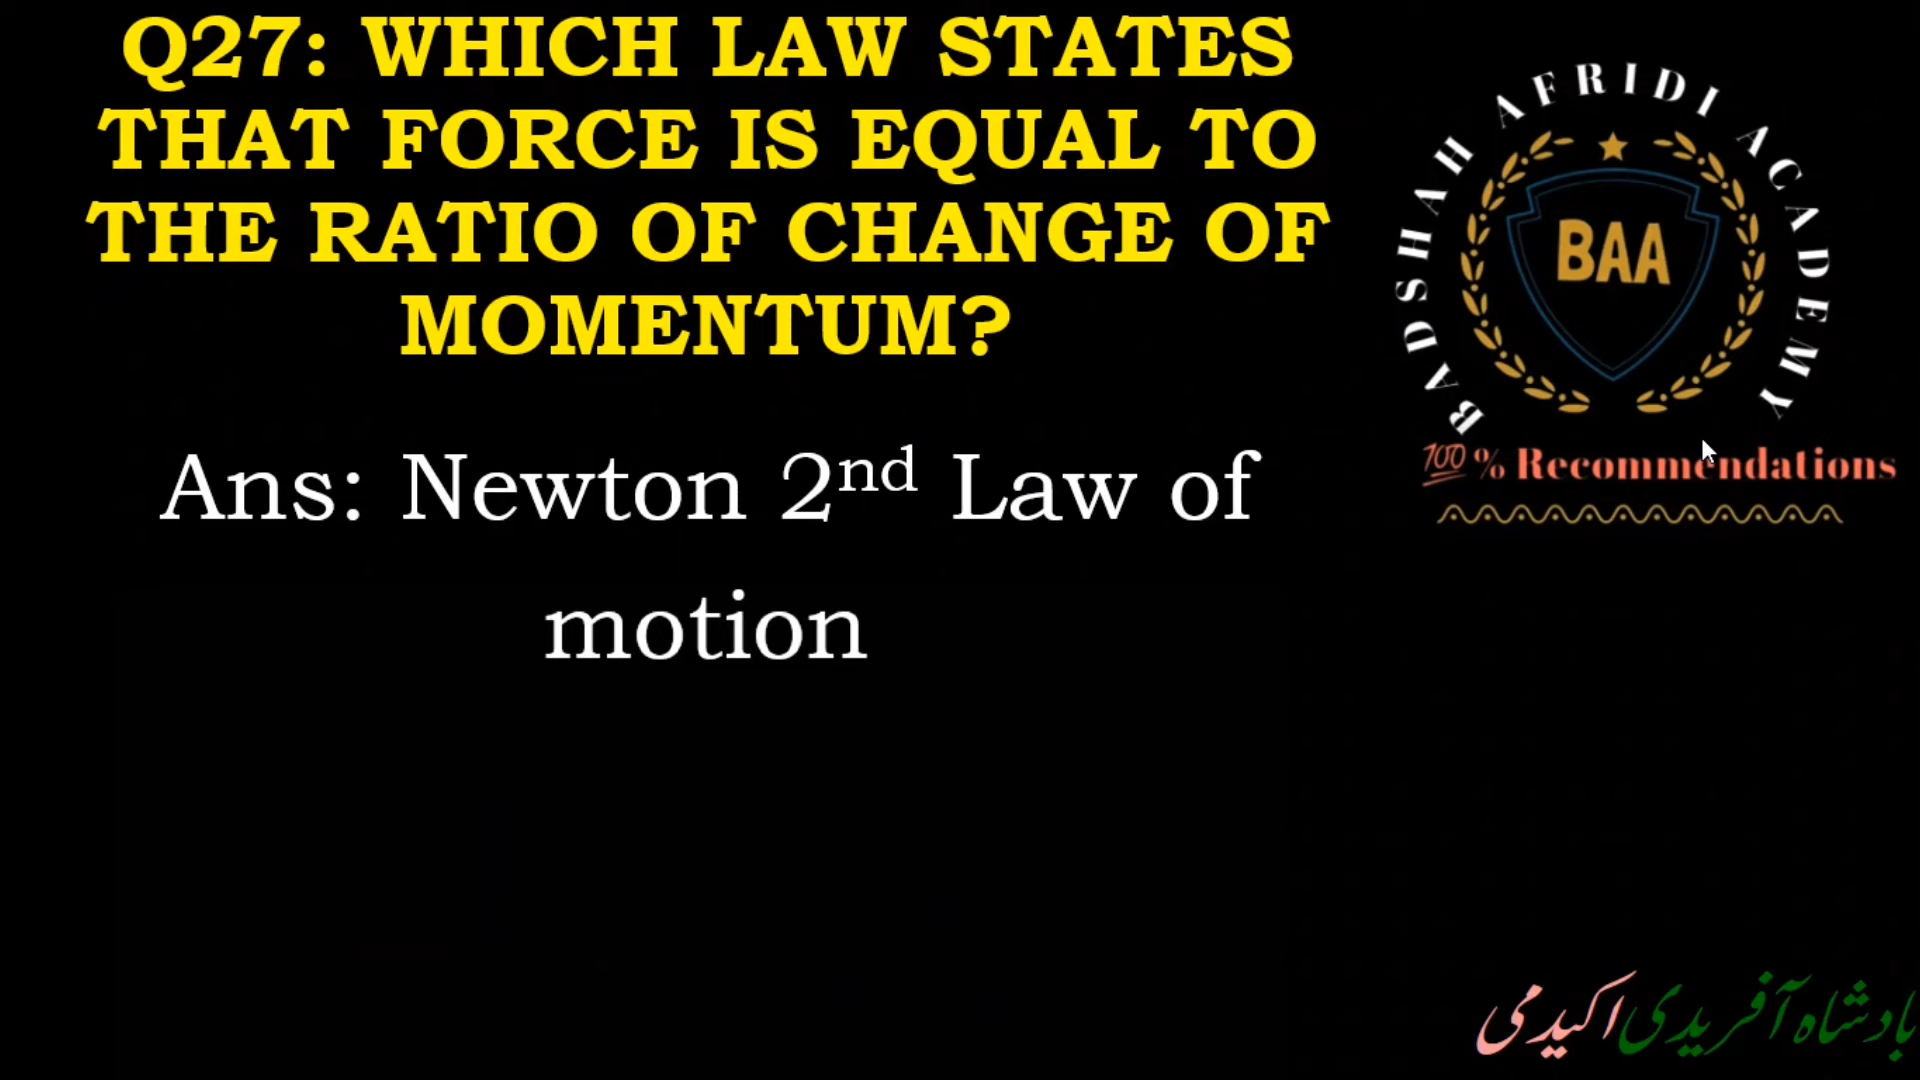 Q27: WHICH LAW STATES
THAT FORCE IS EQUAL TO
THE RATIO OF CHANGE OF
MOMENTUM?
Ans: Newton 2nd Law of
motion
BADSHAH AFRIDI ACADEMY
BAA
100 % Recommendations
بادشاہ آفریدی اکیڈمی